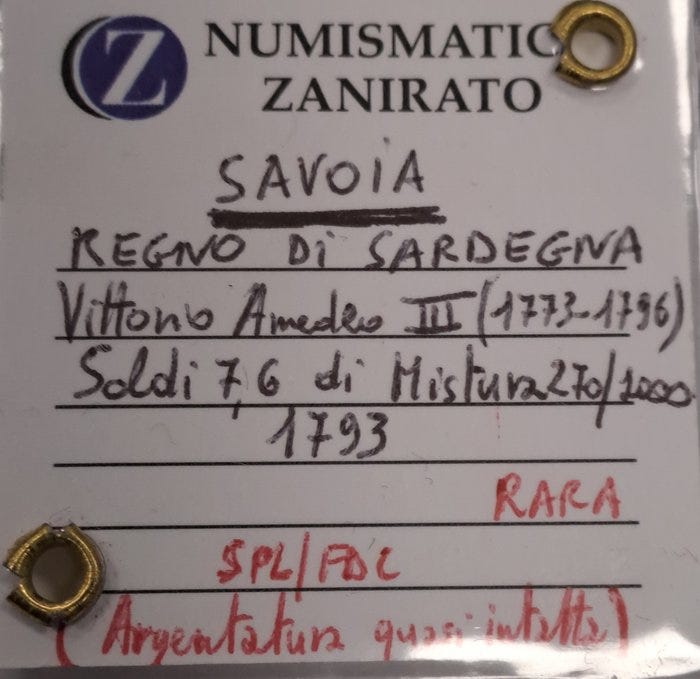 Z
NUMISMATIC
ZANIRATO
SAVOIA
REGNO Di SARDEGNA
Vittorio Amedeo III (1773-1796)
Soldi 7,6 di Mistura 270/1000
1793
RARA
SPL/FDC
(Argentatura quasi intatta)